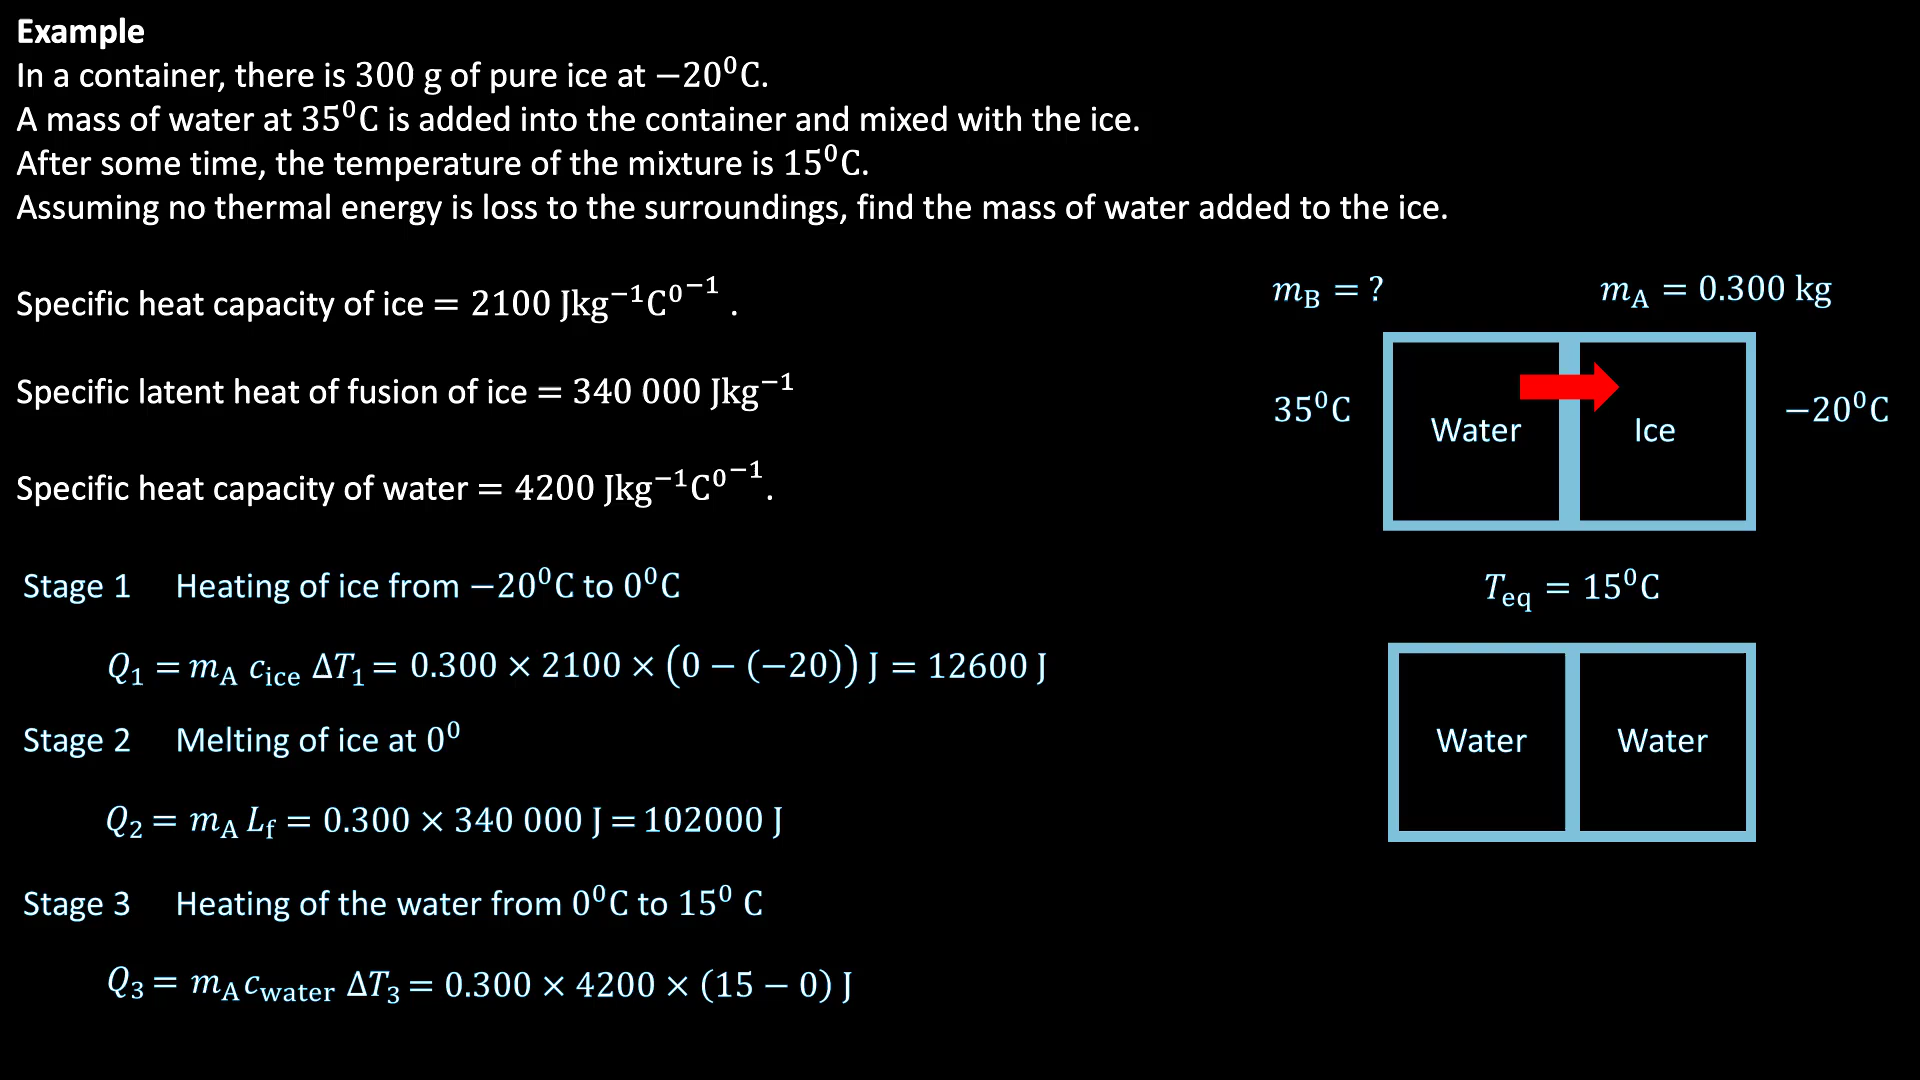 Example
In a container, there is 300 g of pure ice at −20⁰C.
A mass of water at 35⁰C is added into the container and mixed with the ice.
After some time, the temperature of the mixture is 15⁰C.
Assuming no thermal energy is loss to the surroundings, find the mass of water added to the ice.
Specific heat capacity of ice = 2100 Jkg⁻¹C⁰⁻¹ .
Specific latent heat of fusion of ice = 340 000 Jkg⁻¹
Specific heat capacity of water = 4200 Jkg⁻¹C⁰⁻¹.
m_B = ?
m_A = 0.300 kg
35⁰C
Water
Ice
−20⁰C
T_eq = 15⁰C
Water
Water
Stage 1 Heating of ice from −20⁰C to 0⁰C
Q₁ = m_A c_ice ΔT₁ = 0.300 × 2100 × (0 − (−20)) J = 12600 J
Stage 2 Melting of ice at 0⁰
Q₂ = m_A L_f = 0.300 × 340 000 J = 102000 J
Stage 3 Heating of the water from 0⁰C to 15⁰ C
Q₃ = m_A c_water ΔT₃ = 0.300 × 4200 × (15 − 0) J